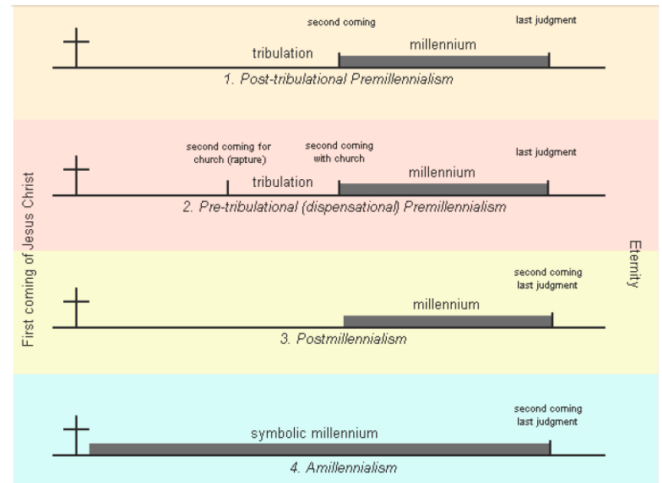 second coming
last judgment
tribulation
millennium
1. Post-tribulational Premillennialism
second coming for
church (rapture)
second coming
with church
last judgment
tribulation
millennium
2. Pre-tribulational (dispensational) Premillennialism
First coming of Jesus Christ
Eternity
second coming
last judgment
millennium
3. Postmillennialism
second coming
last judgment
symbolic millennium
4. Amillennialism